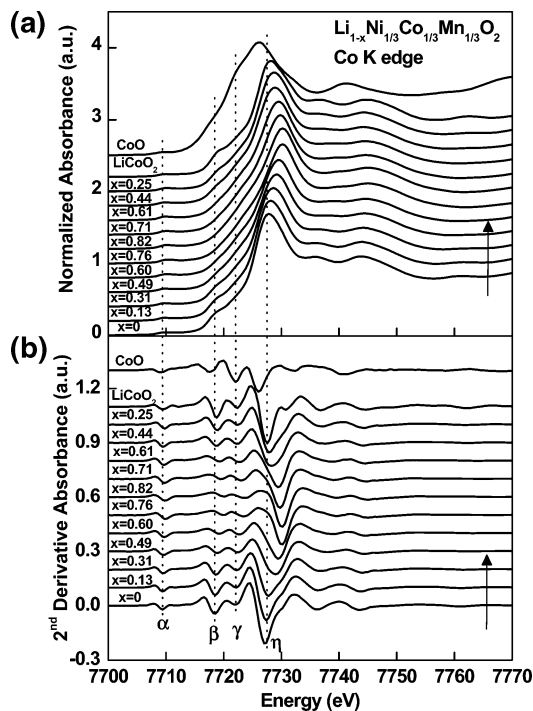 (a)
Li1-xNi1/3Co1/3Mn1/3O2
Co K edge
Normalized Absorbance (a.u.)
4
3
2
1
0
CoO
LiCoO2
x=0.25
x=0.44
x=0.61
x=0.71
x=0.82
x=0.76
x=0.60
x=0.49
x=0.31
x=0.13
x=0
(b)
2nd Derivative Absorbance (a.u.)
1.2
0.9
0.6
0.3
0.0
-0.3
CoO
LiCoO2
x=0.25
x=0.44
x=0.61
x=0.71
x=0.82
x=0.76
x=0.60
x=0.49
x=0.31
x=0.13
x=0
α β γ η
7700 7710 7720 7730 7740 7750 7760 7770
Energy (eV)